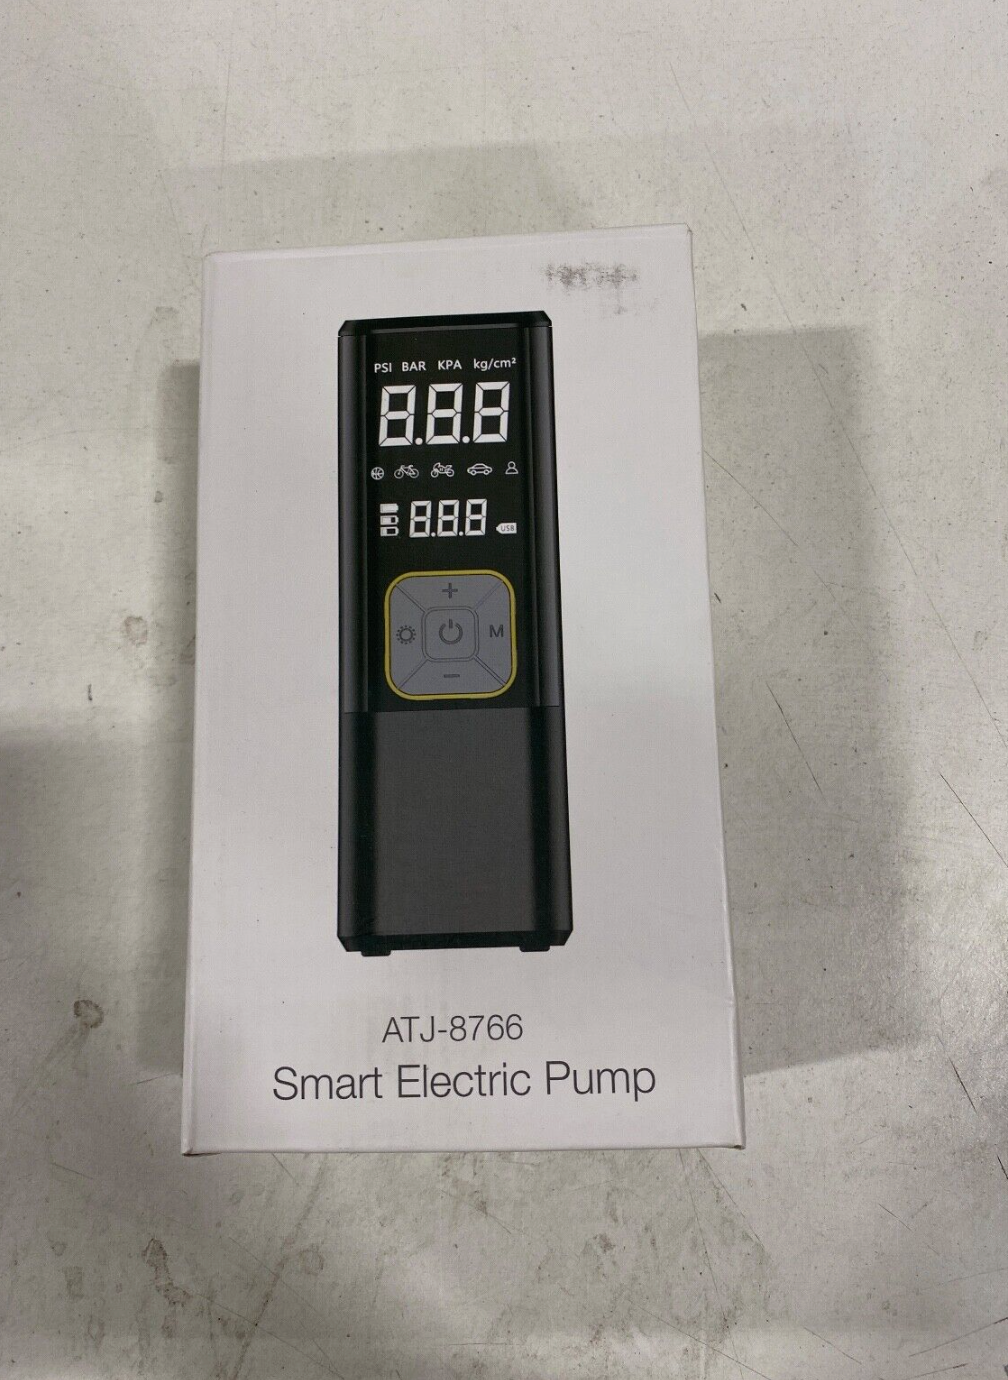 PSI BAR KPA kg/cm²
8.8.8
8.8.8 USB
+
M
−
ATJ-8766
Smart Electric Pump